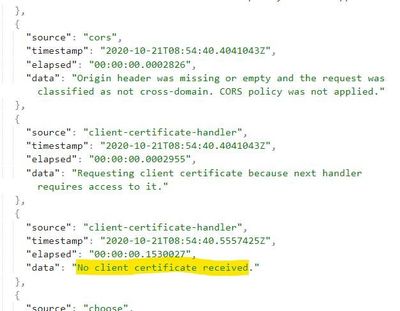 },
{
"source": "cors",
"timestamp": "2020-10-21T08:54:40.4041043Z",
"elapsed": "00:00:00.0002826",
"data": "Origin header was missing or empty and the request was
classified as not cross-domain. CORS policy was not applied."
},
{
"source": "client-certificate-handler",
"timestamp": "2020-10-21T08:54:40.4041043Z",
"elapsed": "00:00:00.0002955",
"data": "Requesting client certificate because next handler
requires access to it."
},
{
"source": "client-certificate-handler",
"timestamp": "2020-10-21T08:54:40.5557425Z",
"elapsed": "00:00:00.1530027",
"data": "No client certificate received."
},
{
"source": "choose",